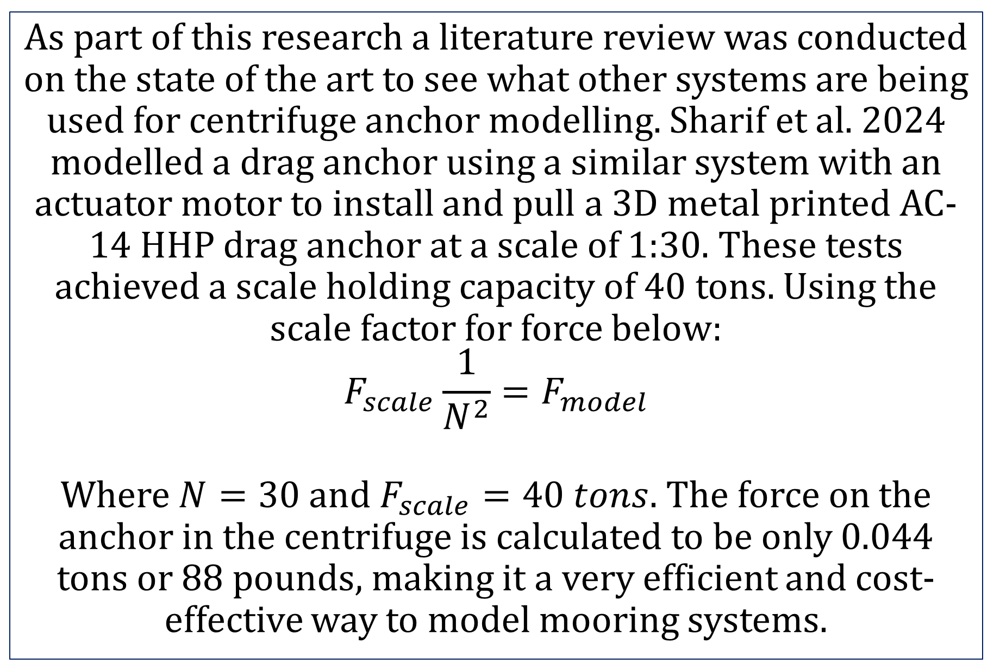 As part of this research a literature review was conducted
on the state of the art to see what other systems are being
used for centrifuge anchor modelling. Sharif et al. 2024
modelled a drag anchor using a similar system with an
actuator motor to install and pull a 3D metal printed AC-
14 HHP drag anchor at a scale of 1:30. These tests
achieved a scale holding capacity of 40 tons. Using the
scale factor for force below:
F_{scale} \frac{1}{N^2} = F_{model}
Where N = 30 and F_{scale} = 40 tons. The force on the
anchor in the centrifuge is calculated to be only 0.044
tons or 88 pounds, making it a very efficient and cost-
effective way to model mooring systems.